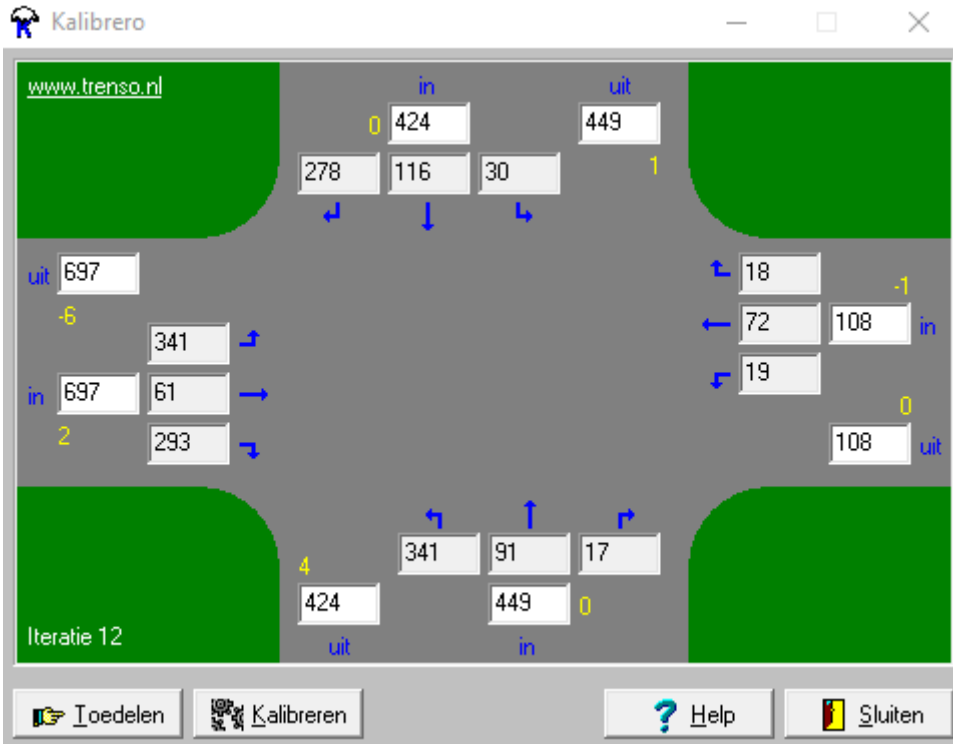 Kalibrero
www.trenso.nl
in uit
0 424 449
278 116 30 1
uit 697 18 -1
-6 72 108 in
341 19
in 697 61 0
2 293 108 uit
341 91 17
4
424 449 0
Iteratie 12 uit in
Toedelen Kalibreren Help Sluiten